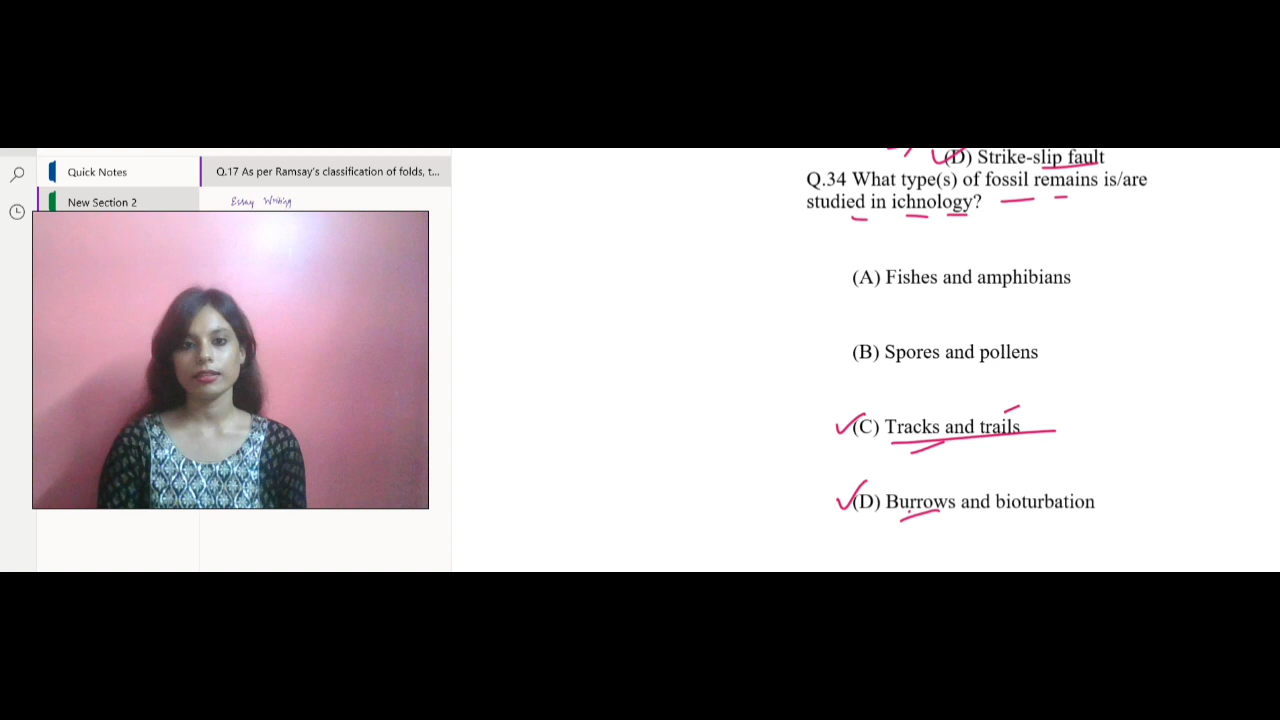 Quick Notes
New Section 2
Q.17 As per Ramsay's classification of folds, t...
Essay Writing
(D) Strike-slip fault
Q.34 What type(s) of fossil remains is/are
studied in ichnology?
(A) Fishes and amphibians
(B) Spores and pollens
(C) Tracks and trails
(D) Burrows and bioturbation